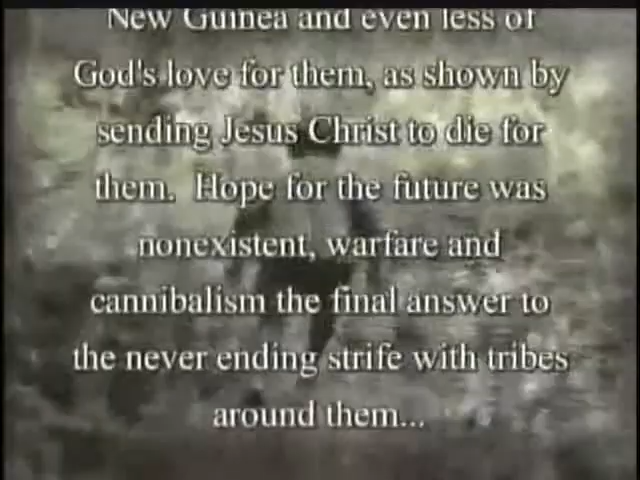 New Guinea and even less of
God's love for them, as shown by
sending Jesus Christ to die for
them. Hope for the future was
nonexistent, warfare and
cannibalism the final answer to
the never ending strife with tribes
around them...